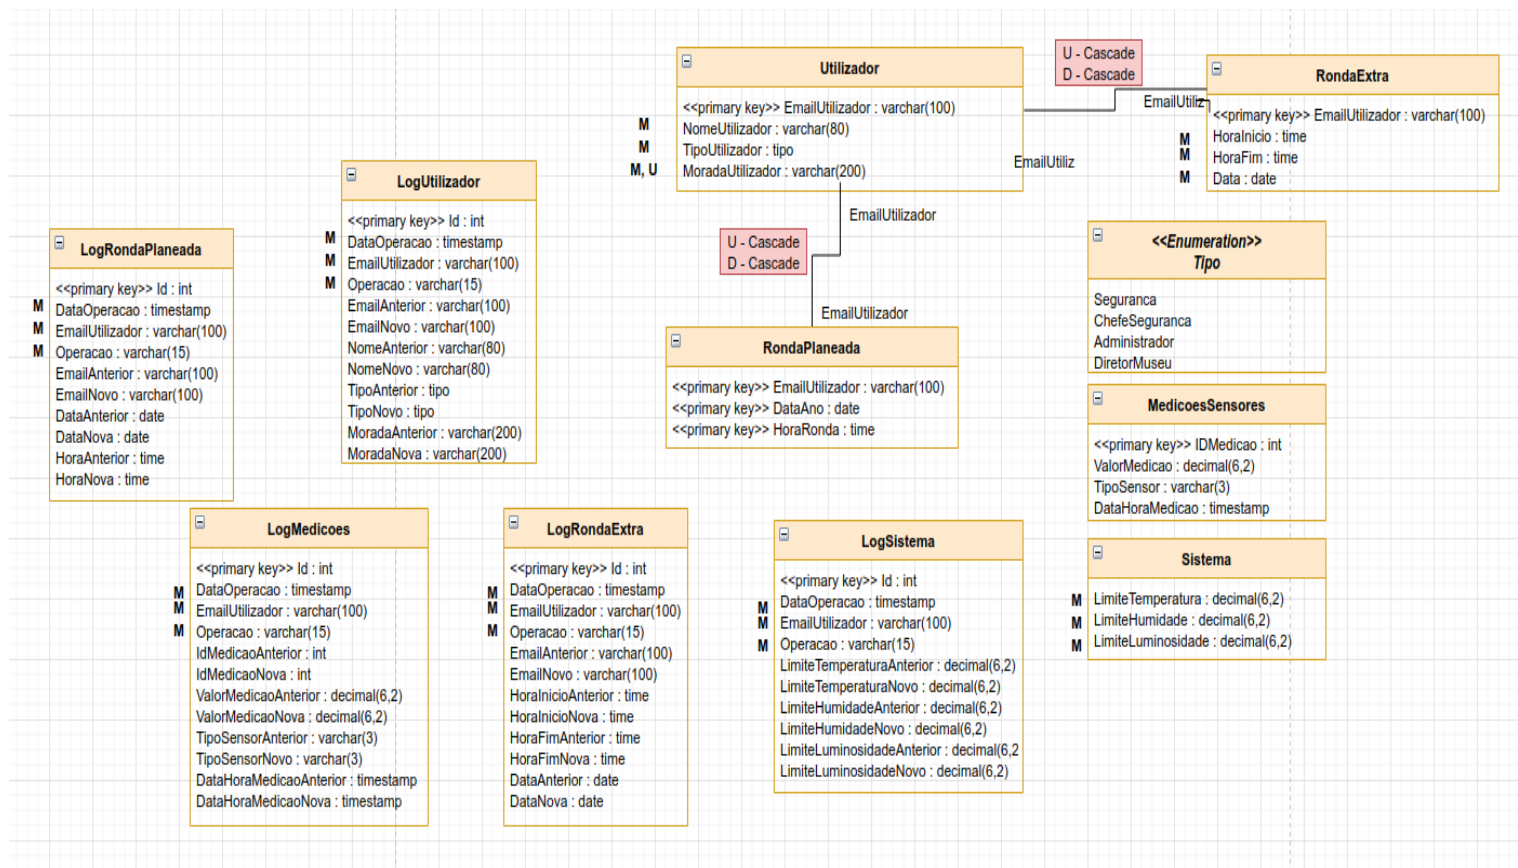 U - Cascade
D - Cascade
Utilizador
<<primary key>> EmailUtilizador : varchar(100)
M
NomeUtilizador : varchar(80)
M
TipoUtilizador : tipo
M, U
MoradaUtilizador : varchar(200)
EmailUtiliz
EmailUtiliz
RondaExtra
<<primary key>> EmailUtilizador : varchar(100)
M
HoraInicio : time
M
HoraFim : time
M
Data : date
EmailUtilizador
U - Cascade
D - Cascade
EmailUtilizador
LogUtilizador
<<primary key>> Id : int
M
DataOperacao : timestamp
M
EmailUtilizador : varchar(100)
M
Operacao : varchar(15)
EmailAnterior : varchar(100)
EmailNovo : varchar(100)
NomeAnterior : varchar(80)
NomeNovo : varchar(80)
TipoAnterior : tipo
TipoNovo : tipo
MoradaAnterior : varchar(200)
MoradaNova : varchar(200)
LogRondaPlaneada
<<primary key>> Id : int
M
DataOperacao : timestamp
M
EmailUtilizador : varchar(100)
M
Operacao : varchar(15)
EmailAnterior : varchar(100)
EmailNovo : varchar(100)
DataAnterior : date
DataNova : date
HoraAnterior : time
HoraNova : time
RondaPlaneada
<<primary key>> EmailUtilizador : varchar(100)
<<primary key>> DataAno : date
<<primary key>> HoraRonda : time
<<Enumeration>>
Tipo
Seguranca
ChefeSeguranca
Administrador
DiretorMuseu
MedicoesSensores
<<primary key>> IDMedicao : int
ValorMedicao : decimal(6,2)
TipoSensor : varchar(3)
DataHoraMedicao : timestamp
LogMedicoes
<<primary key>> Id : int
M
DataOperacao : timestamp
M
EmailUtilizador : varchar(100)
M
Operacao : varchar(15)
IdMedicaoAnterior : int
IdMedicaoNova : int
ValorMedicaoAnterior : decimal(6,2)
ValorMedicaoNova : decimal(6,2)
TipoSensorAnterior : varchar(3)
TipoSensorNovo : varchar(3)
DataHoraMedicaoAnterior : timestamp
DataHoraMedicaoNova : timestamp
LogRondaExtra
<<primary key>> Id : int
M
DataOperacao : timestamp
M
EmailUtilizador : varchar(100)
M
Operacao : varchar(15)
EmailAnterior : varchar(100)
EmailNovo : varchar(100)
HoraInicioAnterior : time
HoraInicioNova : time
HoraFimAnterior : time
HoraFimNova : time
DataAnterior : date
DataNova : date
LogSistema
<<primary key>> Id : int
M
DataOperacao : timestamp
M
EmailUtilizador : varchar(100)
M
Operacao : varchar(15)
LimiteTemperaturaAnterior : decimal(6,2)
LimiteTemperaturaNovo : decimal(6,2)
LimiteHumidadeAnterior : decimal(6,2)
LimiteHumidadeNovo : decimal(6,2)
LimiteLuminosidadeAnterior : decimal(6,2
LimiteLuminosidadeNovo : decimal(6,2)
Sistema
M
LimiteTemperatura : decimal(6,2)
M
LimiteHumidade : decimal(6,2)
M
LimiteLuminosidade : decimal(6,2)